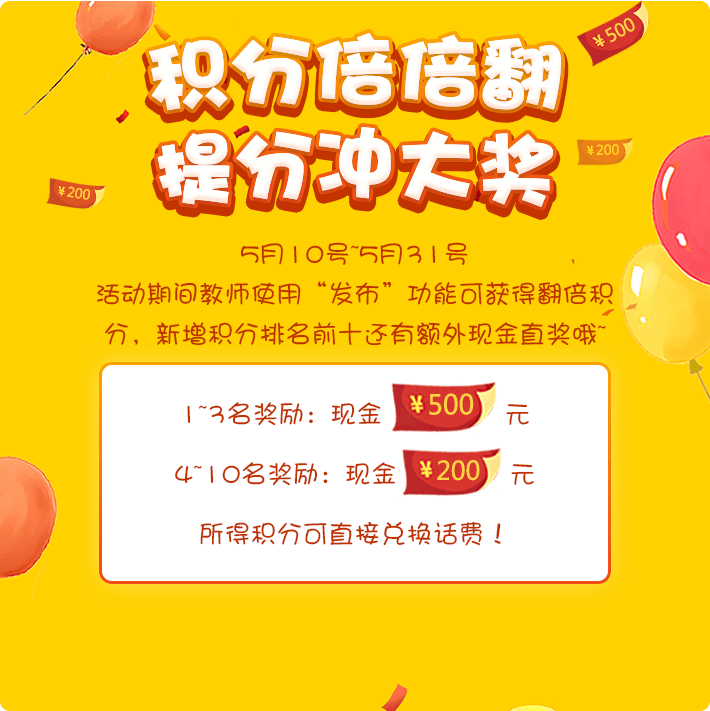 积分倍倍翻
提分冲大奖
¥500
¥200
¥200
5月10号~5月31号
活动期间教师使用“发布”功能可获得翻倍积
分，新增积分排名前十还有额外现金直奖哦~
1~3名奖励：现金 ¥500 元
4~10名奖励：现金 ¥200 元
所得积分可直接兑换话费！